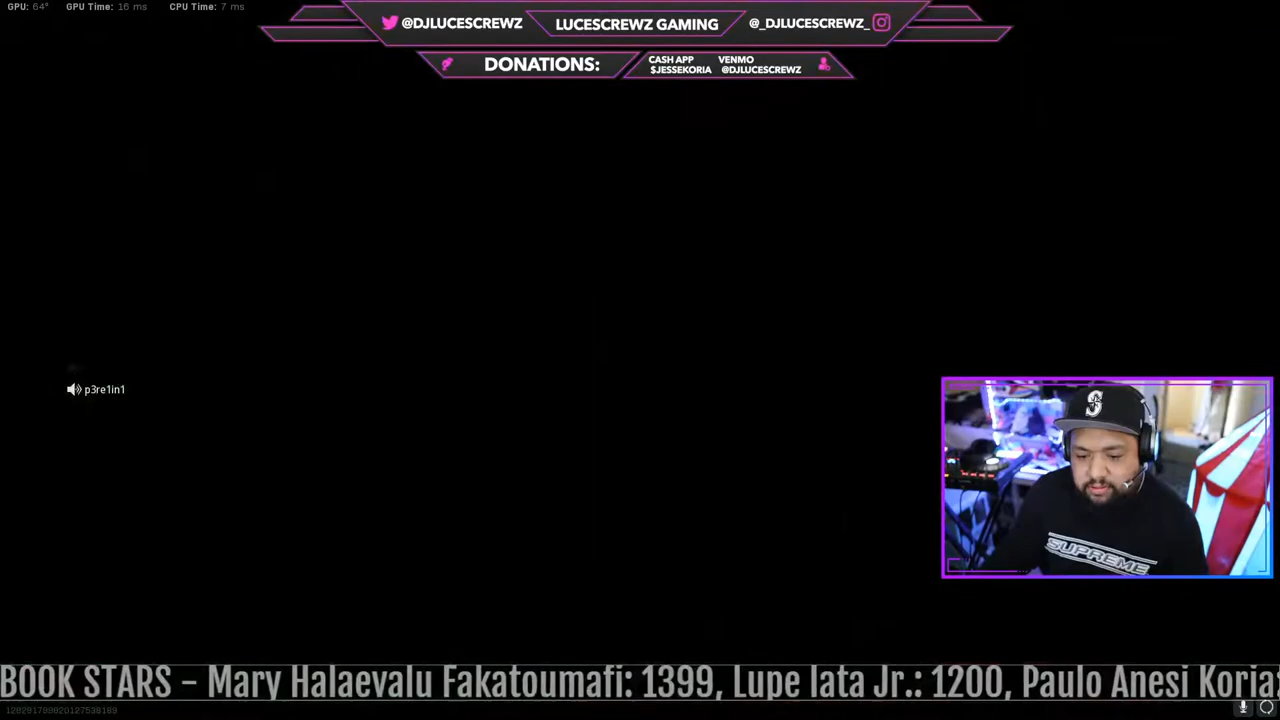 GPU: 64° GPU Time: 16 ms CPU Time: 7 ms
@DJLUCESCREWZ
LUCESCREWZ GAMING
@_DJLUCESCREWZ_
DONATIONS:
CASH APP
$JESSEKORIA
VENMO
@DJLUCESCREWZ
p3re1in1
S
SUPREME
BOOK STARS - Mary Halaevalu Fakatoumafi: 1399, Lupe Iata Jr.: 1200, Paulo Anesi Koria: